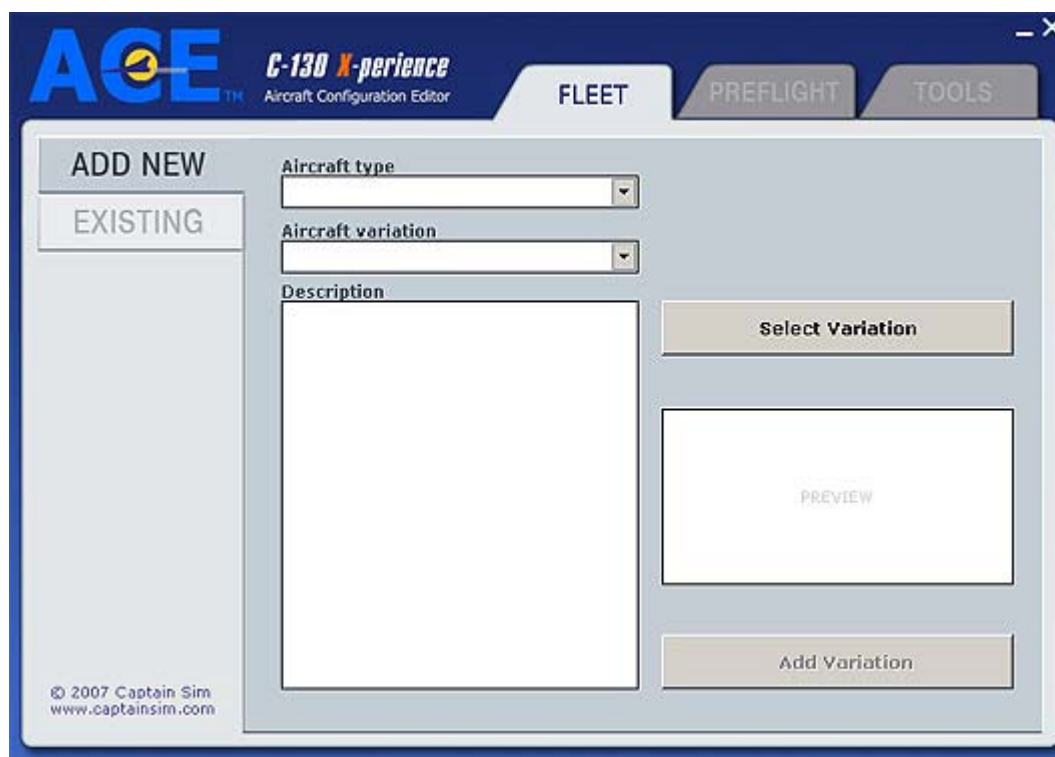 ACE TM
C-130 X-perience
Aircraft Configuration Editor
FLEET
PREFLIGHT
TOOLS
ADD NEW
EXISTING
Aircraft type
Aircraft variation
Description
Select Variation
PREVIEW
Add Variation
© 2007 Captain Sim
www.captainsim.com